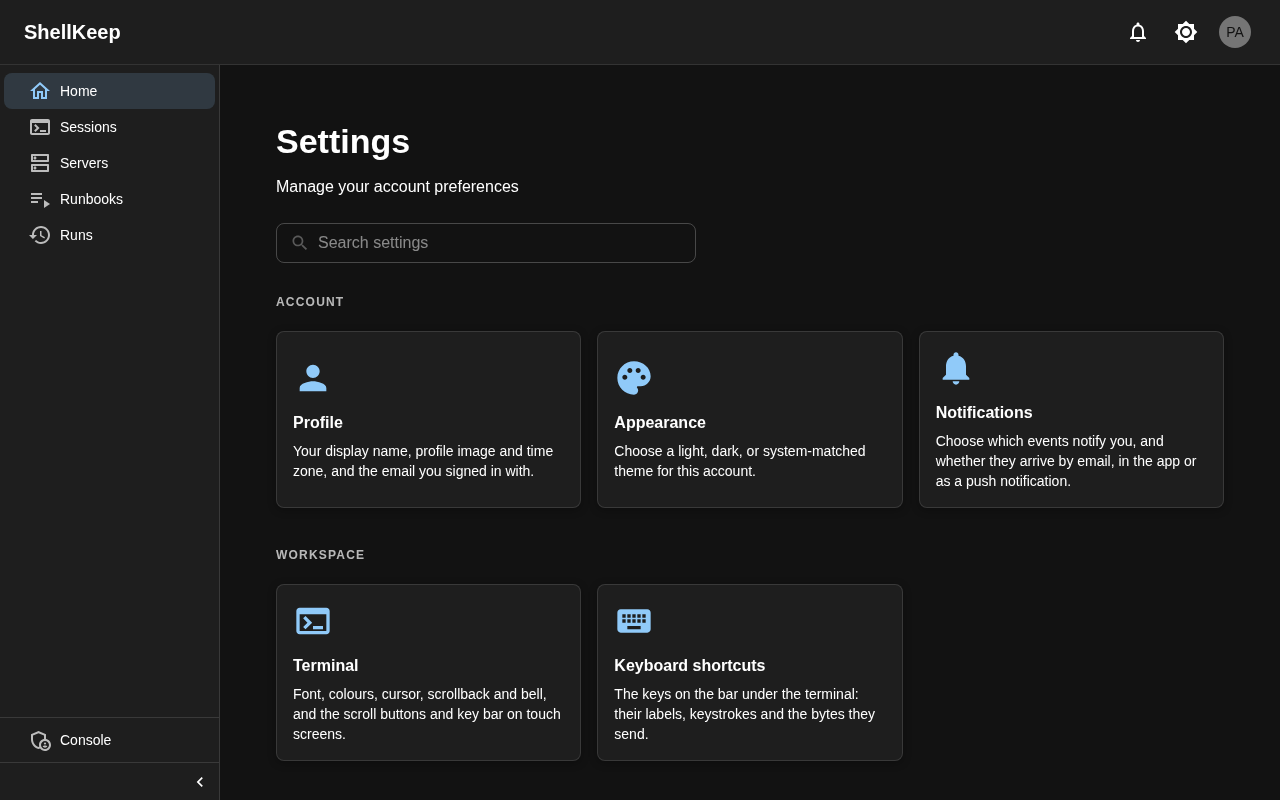 ShellKeep
PA
Home
Sessions
Servers
Runbooks
Runs
Console
Settings
Manage your account preferences
Search settings
ACCOUNT
Profile
Your display name, profile image and time
zone, and the email you signed in with.
Appearance
Choose a light, dark, or system-matched
theme for this account.
Notifications
Choose which events notify you, and
whether they arrive by email, in the app or
as a push notification.
WORKSPACE
Terminal
Font, colours, cursor, scrollback and bell,
and the scroll buttons and key bar on touch
screens.
Keyboard shortcuts
The keys on the bar under the terminal:
their labels, keystrokes and the bytes they
send.